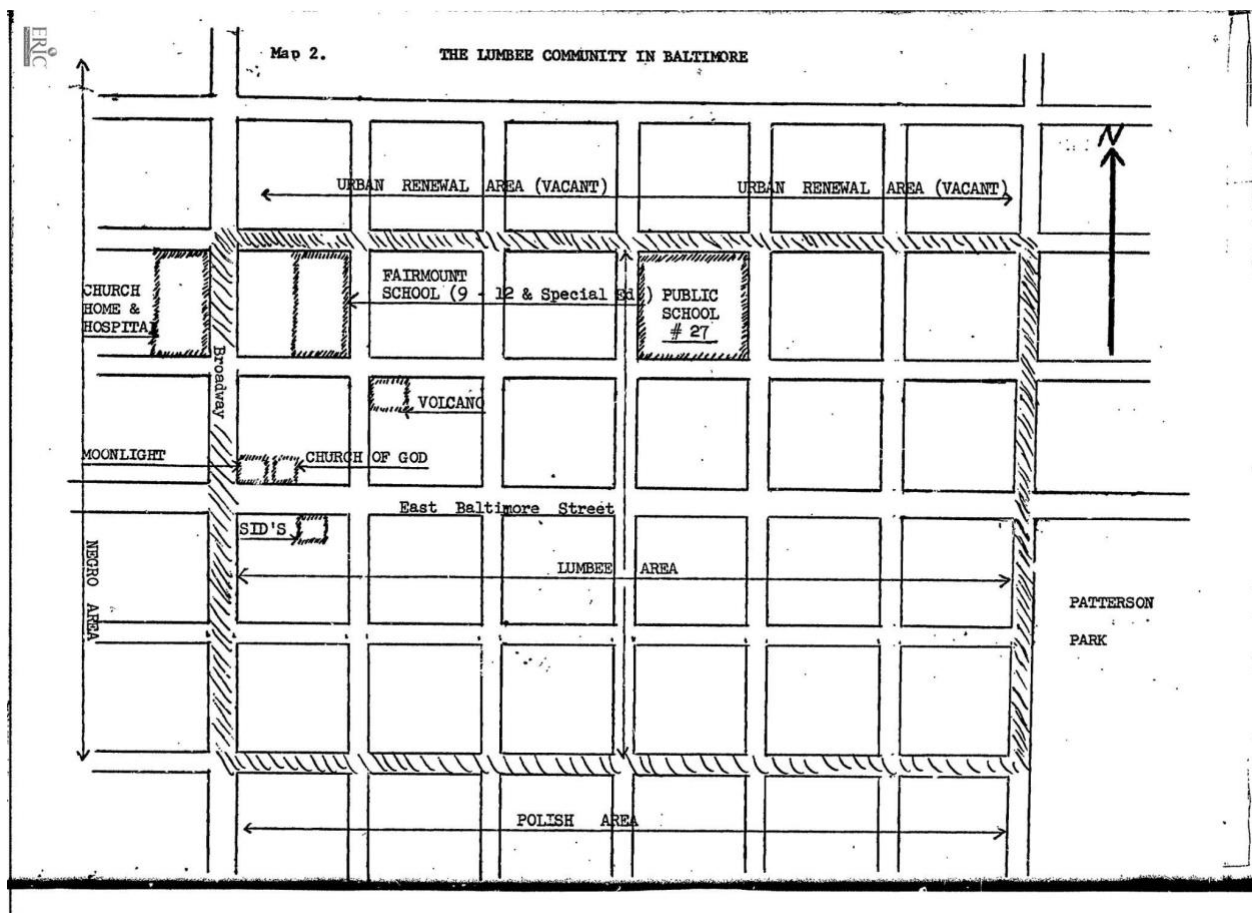 ERIC
Map 2. THE LUMBEE COMMUNITY IN BALTIMORE
N
URBAN RENEWAL AREA (VACANT) URBAN RENEWAL AREA (VACANT)
CHURCH
HOME &
HOSPITAL
FAIRMOUNT
SCHOOL (9 - 12 & Special Ed.)
PUBLIC
SCHOOL
# 27
Broadway
VOLCANO
MOONLIGHT
CHURCH OF GOD
East Baltimore Street
SID'S
NEGRO AREA
LUMBEE AREA
PATTERSON
PARK
POLISH AREA